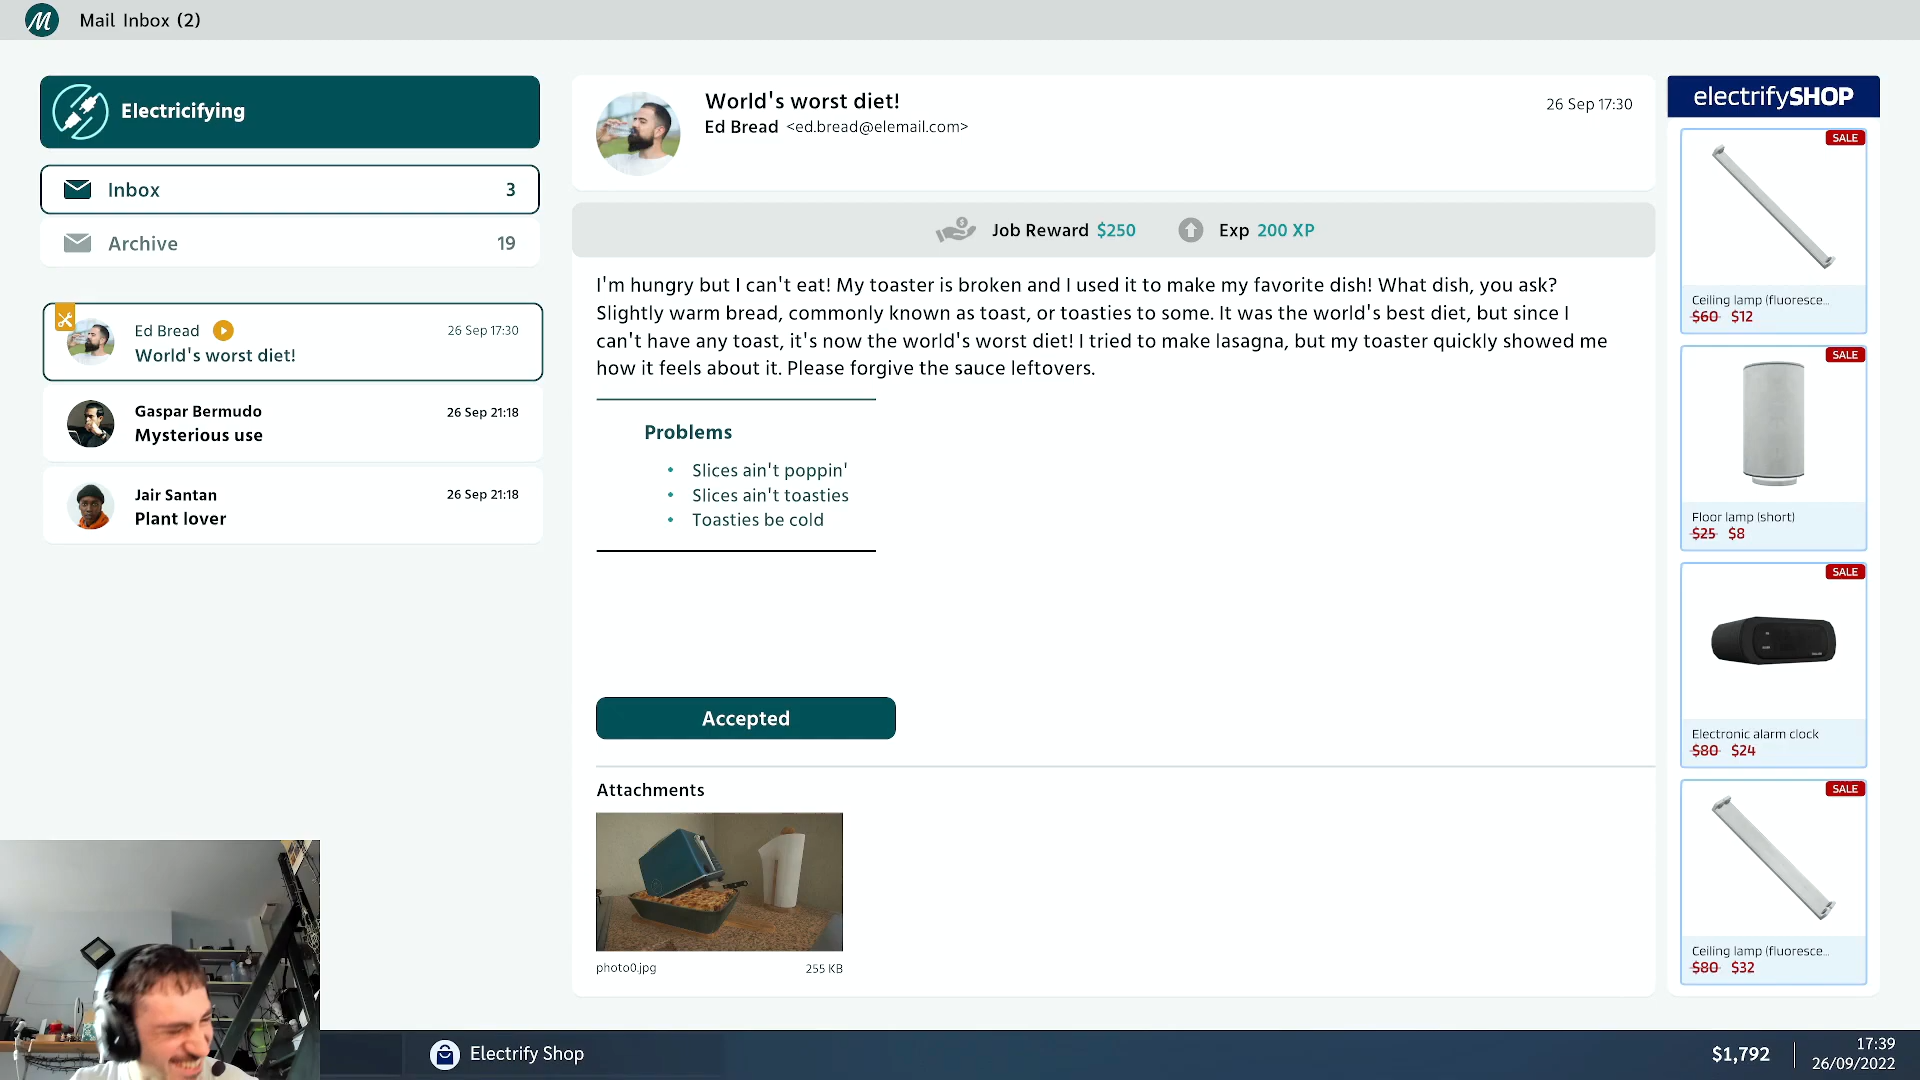 Mail Inbox (2)
Electricifying
Inbox 3
Archive 19
Ed Bread 26 Sep 17:30
World's worst diet!
Gaspar Bermudo 26 Sep 21:18
Mysterious use
Jair Santan 26 Sep 21:18
Plant lover
World's worst diet! 26 Sep 17:30
Ed Bread <ed.bread@elemail.com>
Job Reward $250 Exp 200 XP
I'm hungry but I can't eat! My toaster is broken and I used it to make my favorite dish! What dish, you ask?
Slightly warm bread, commonly known as toast, or toasties to some. It was the world's best diet, but since I
can't have any toast, it's now the world's worst diet! I tried to make lasagna, but my toaster quickly showed me
how it feels about it. Please forgive the sauce leftovers.
Problems
• Slices ain't poppin'
• Slices ain't toasties
• Toasties be cold
Accepted
Attachments
photo0.jpg 255 KB
electrifySHOP
SALE
Ceiling lamp (fluoresce...
$60 $12
SALE
Floor lamp (short)
$25 $8
SALE
Electronic alarm clock
$80 $24
SALE
Ceiling lamp (fluoresce...
$80 $32
Electrify Shop
$1,792
17:39
26/09/2022